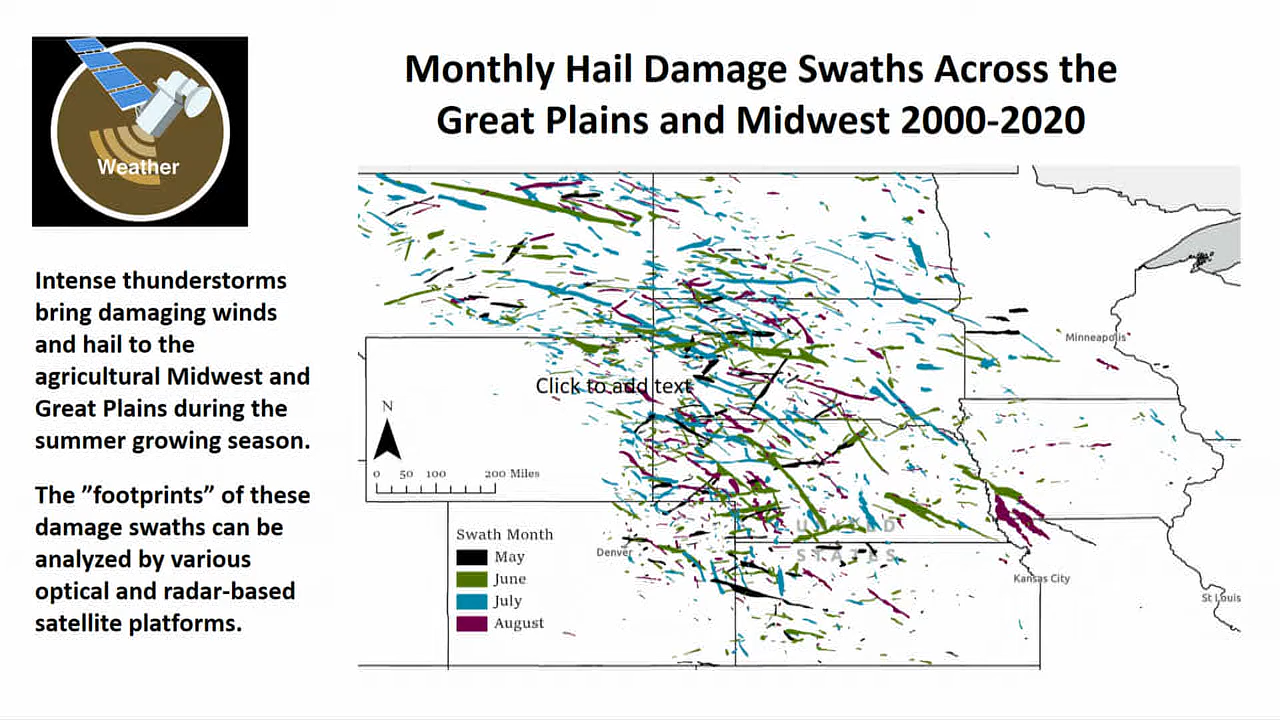 Monthly Hail Damage Swaths Across the
Great Plains and Midwest 2000-2020
Weather
Intense thunderstorms
bring damaging winds
and hail to the
agricultural Midwest and
Great Plains during the
summer growing season.
The ”footprints” of these
damage swaths can be
analyzed by various
optical and radar-based
satellite platforms.
Minneapolis
Click to add text
N
0 50 100 200 Miles
UNITED
STATES
Swath Month
May
June
July
August
Denver
Kansas City
St Louis